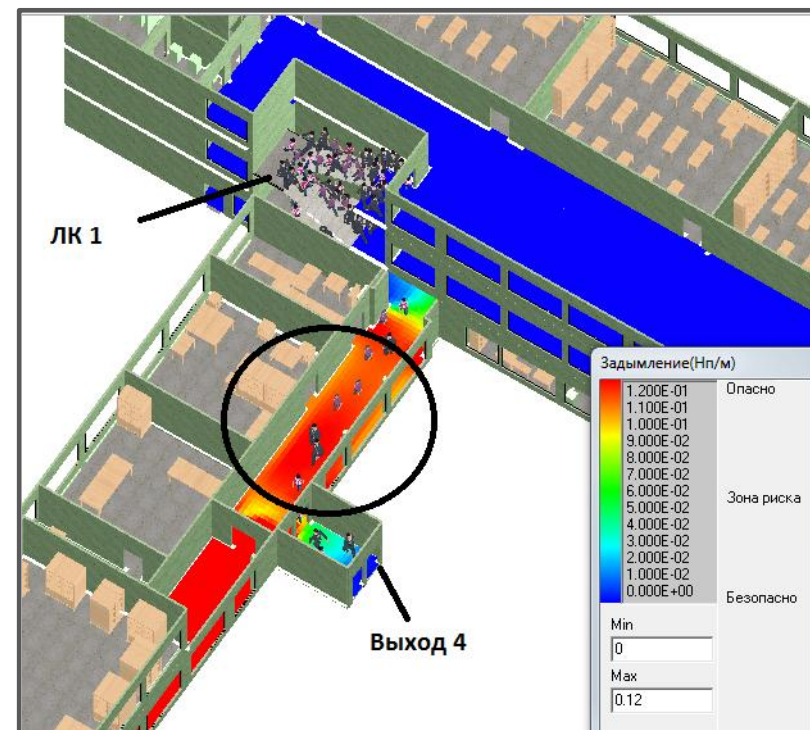 ЛК 1
Выход 4
Задымление(Нп/м)
1.200E-01 Опасно
1.100E-01
1.000E-01
9.000E-02
8.000E-02
7.000E-02
6.000E-02 Зона риска
5.000E-02
4.000E-02
3.000E-02
2.000E-02
1.000E-02
0.000E+00 Безопасно
Min
0
Max
0.12